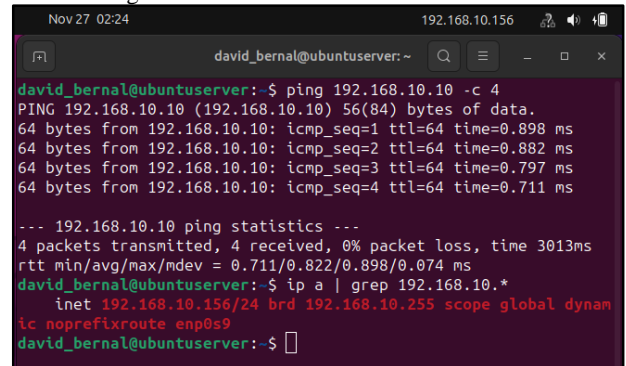 Nov 27 02:24 192.168.10.156
david_bernal@ubuntuserver: ~
david_bernal@ubuntuserver:~$ ping 192.168.10.10 -c 4
PING 192.168.10.10 (192.168.10.10) 56(84) bytes of data.
64 bytes from 192.168.10.10: icmp_seq=1 ttl=64 time=0.898 ms
64 bytes from 192.168.10.10: icmp_seq=2 ttl=64 time=0.882 ms
64 bytes from 192.168.10.10: icmp_seq=3 ttl=64 time=0.797 ms
64 bytes from 192.168.10.10: icmp_seq=4 ttl=64 time=0.711 ms
--- 192.168.10.10 ping statistics ---
4 packets transmitted, 4 received, 0% packet loss, time 3013ms
rtt min/avg/max/mdev = 0.711/0.822/0.898/0.074 ms
david_bernal@ubuntuserver:~$ ip a | grep 192.168.10.*
inet 192.168.10.156/24 brd 192.168.10.255 scope global dynam
ic noprefixroute enp0s9
david_bernal@ubuntuserver:~$